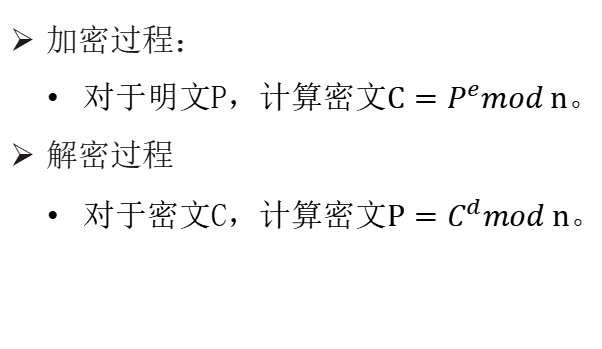 ➢ 加密过程：
• 对于明文P，计算密文C = P^e mod n。
➢ 解密过程
• 对于密文C，计算密文P = C^d mod n。